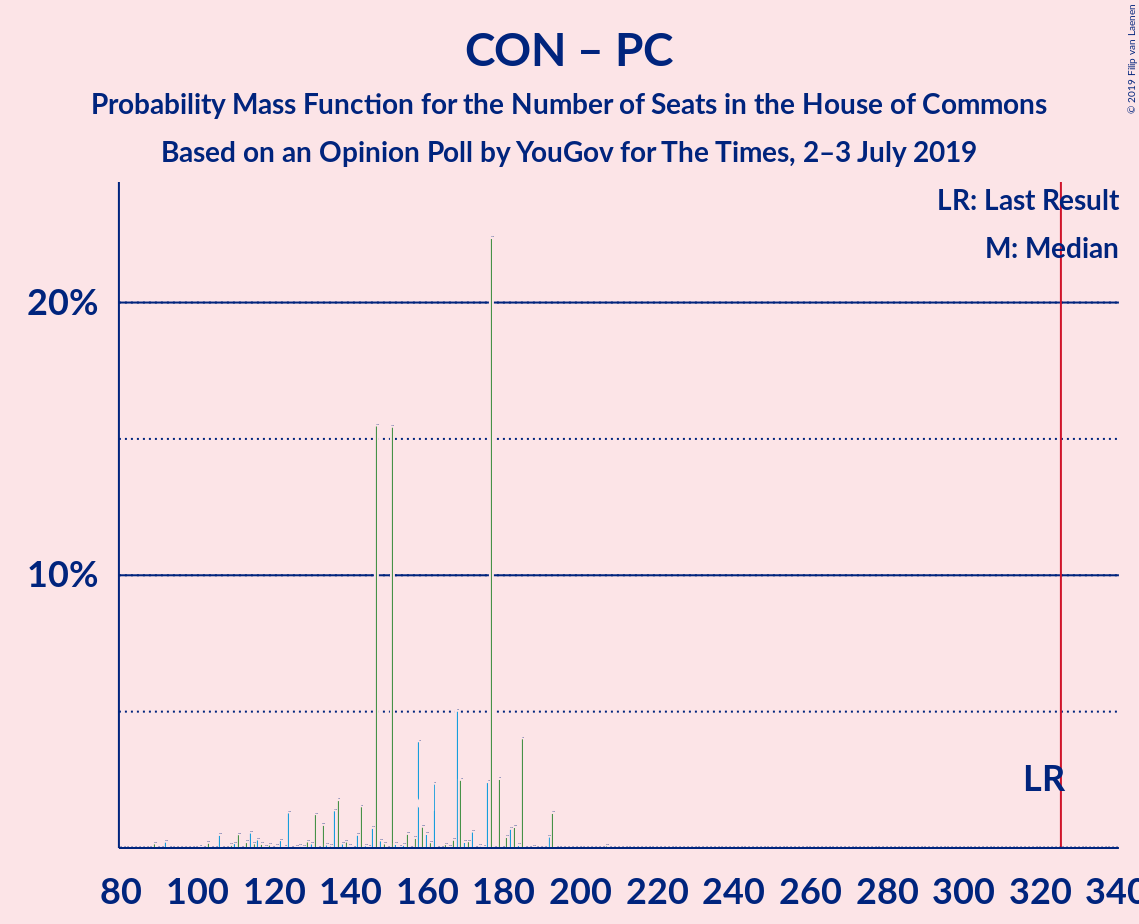 CON – PC
Probability Mass Function for the Number of Seats in the House of Commons
Based on an Opinion Poll by YouGov for The Times, 2–3 July 2019
© 2019 Filip van Laenen
LR: Last Result
M: Median
20%
10%
LR
80 100 120 140 160 180 200 220 240 260 280 300 320 340